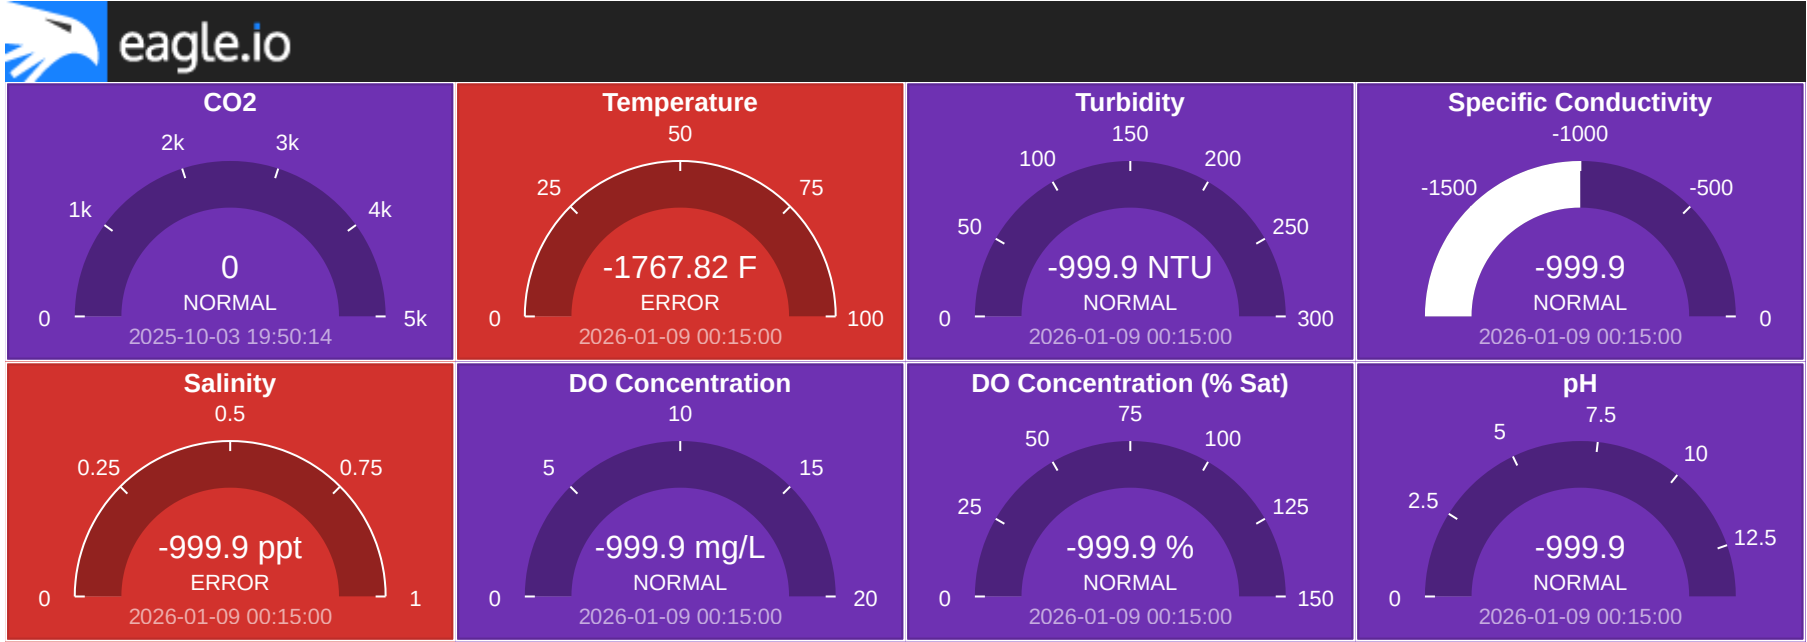 eagle.io
CO2
0
1k
2k
3k
4k
5k
0
NORMAL
2025-10-03 19:50:14
Temperature
0
25
50
75
100
-1767.82 F
ERROR
2026-01-09 00:15:00
Turbidity
0
50
100
150
200
250
300
-999.9 NTU
NORMAL
2026-01-09 00:15:00
Specific Conductivity
-1500
-1000
-500
0
-999.9
NORMAL
2026-01-09 00:15:00
Salinity
0
0.25
0.5
0.75
1
-999.9 ppt
ERROR
2026-01-09 00:15:00
DO Concentration
0
5
10
15
20
-999.9 mg/L
NORMAL
2026-01-09 00:15:00
DO Concentration (% Sat)
0
25
50
75
100
125
150
-999.9 %
NORMAL
2026-01-09 00:15:00
pH
0
2.5
5
7.5
10
12.5
-999.9
NORMAL
2026-01-09 00:15:00